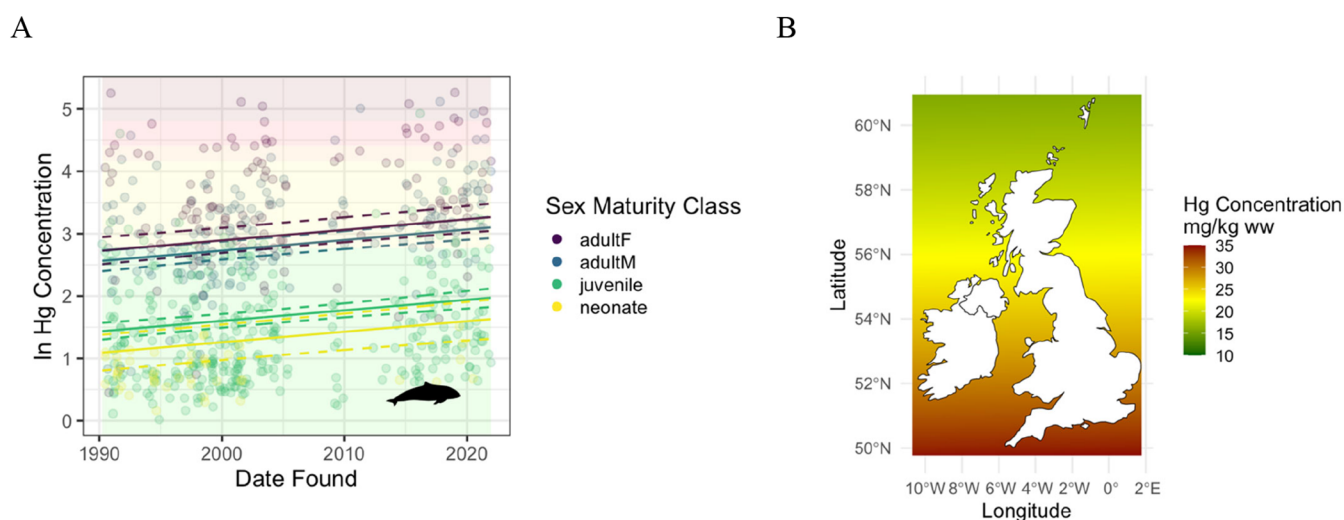 A
B
ln Hg Concentration
5
4
3
2
1
0
1990
2000
2010
2020
Date Found
Sex Maturity Class
adultF
adultM
juvenile
neonate
Latitude
60°N
58°N
56°N
54°N
52°N
50°N
10°W 8°W 6°W 4°W 2°W 0° 2°E
Longitude
Hg Concentration
mg/kg ww
35
30
25
20
15
10